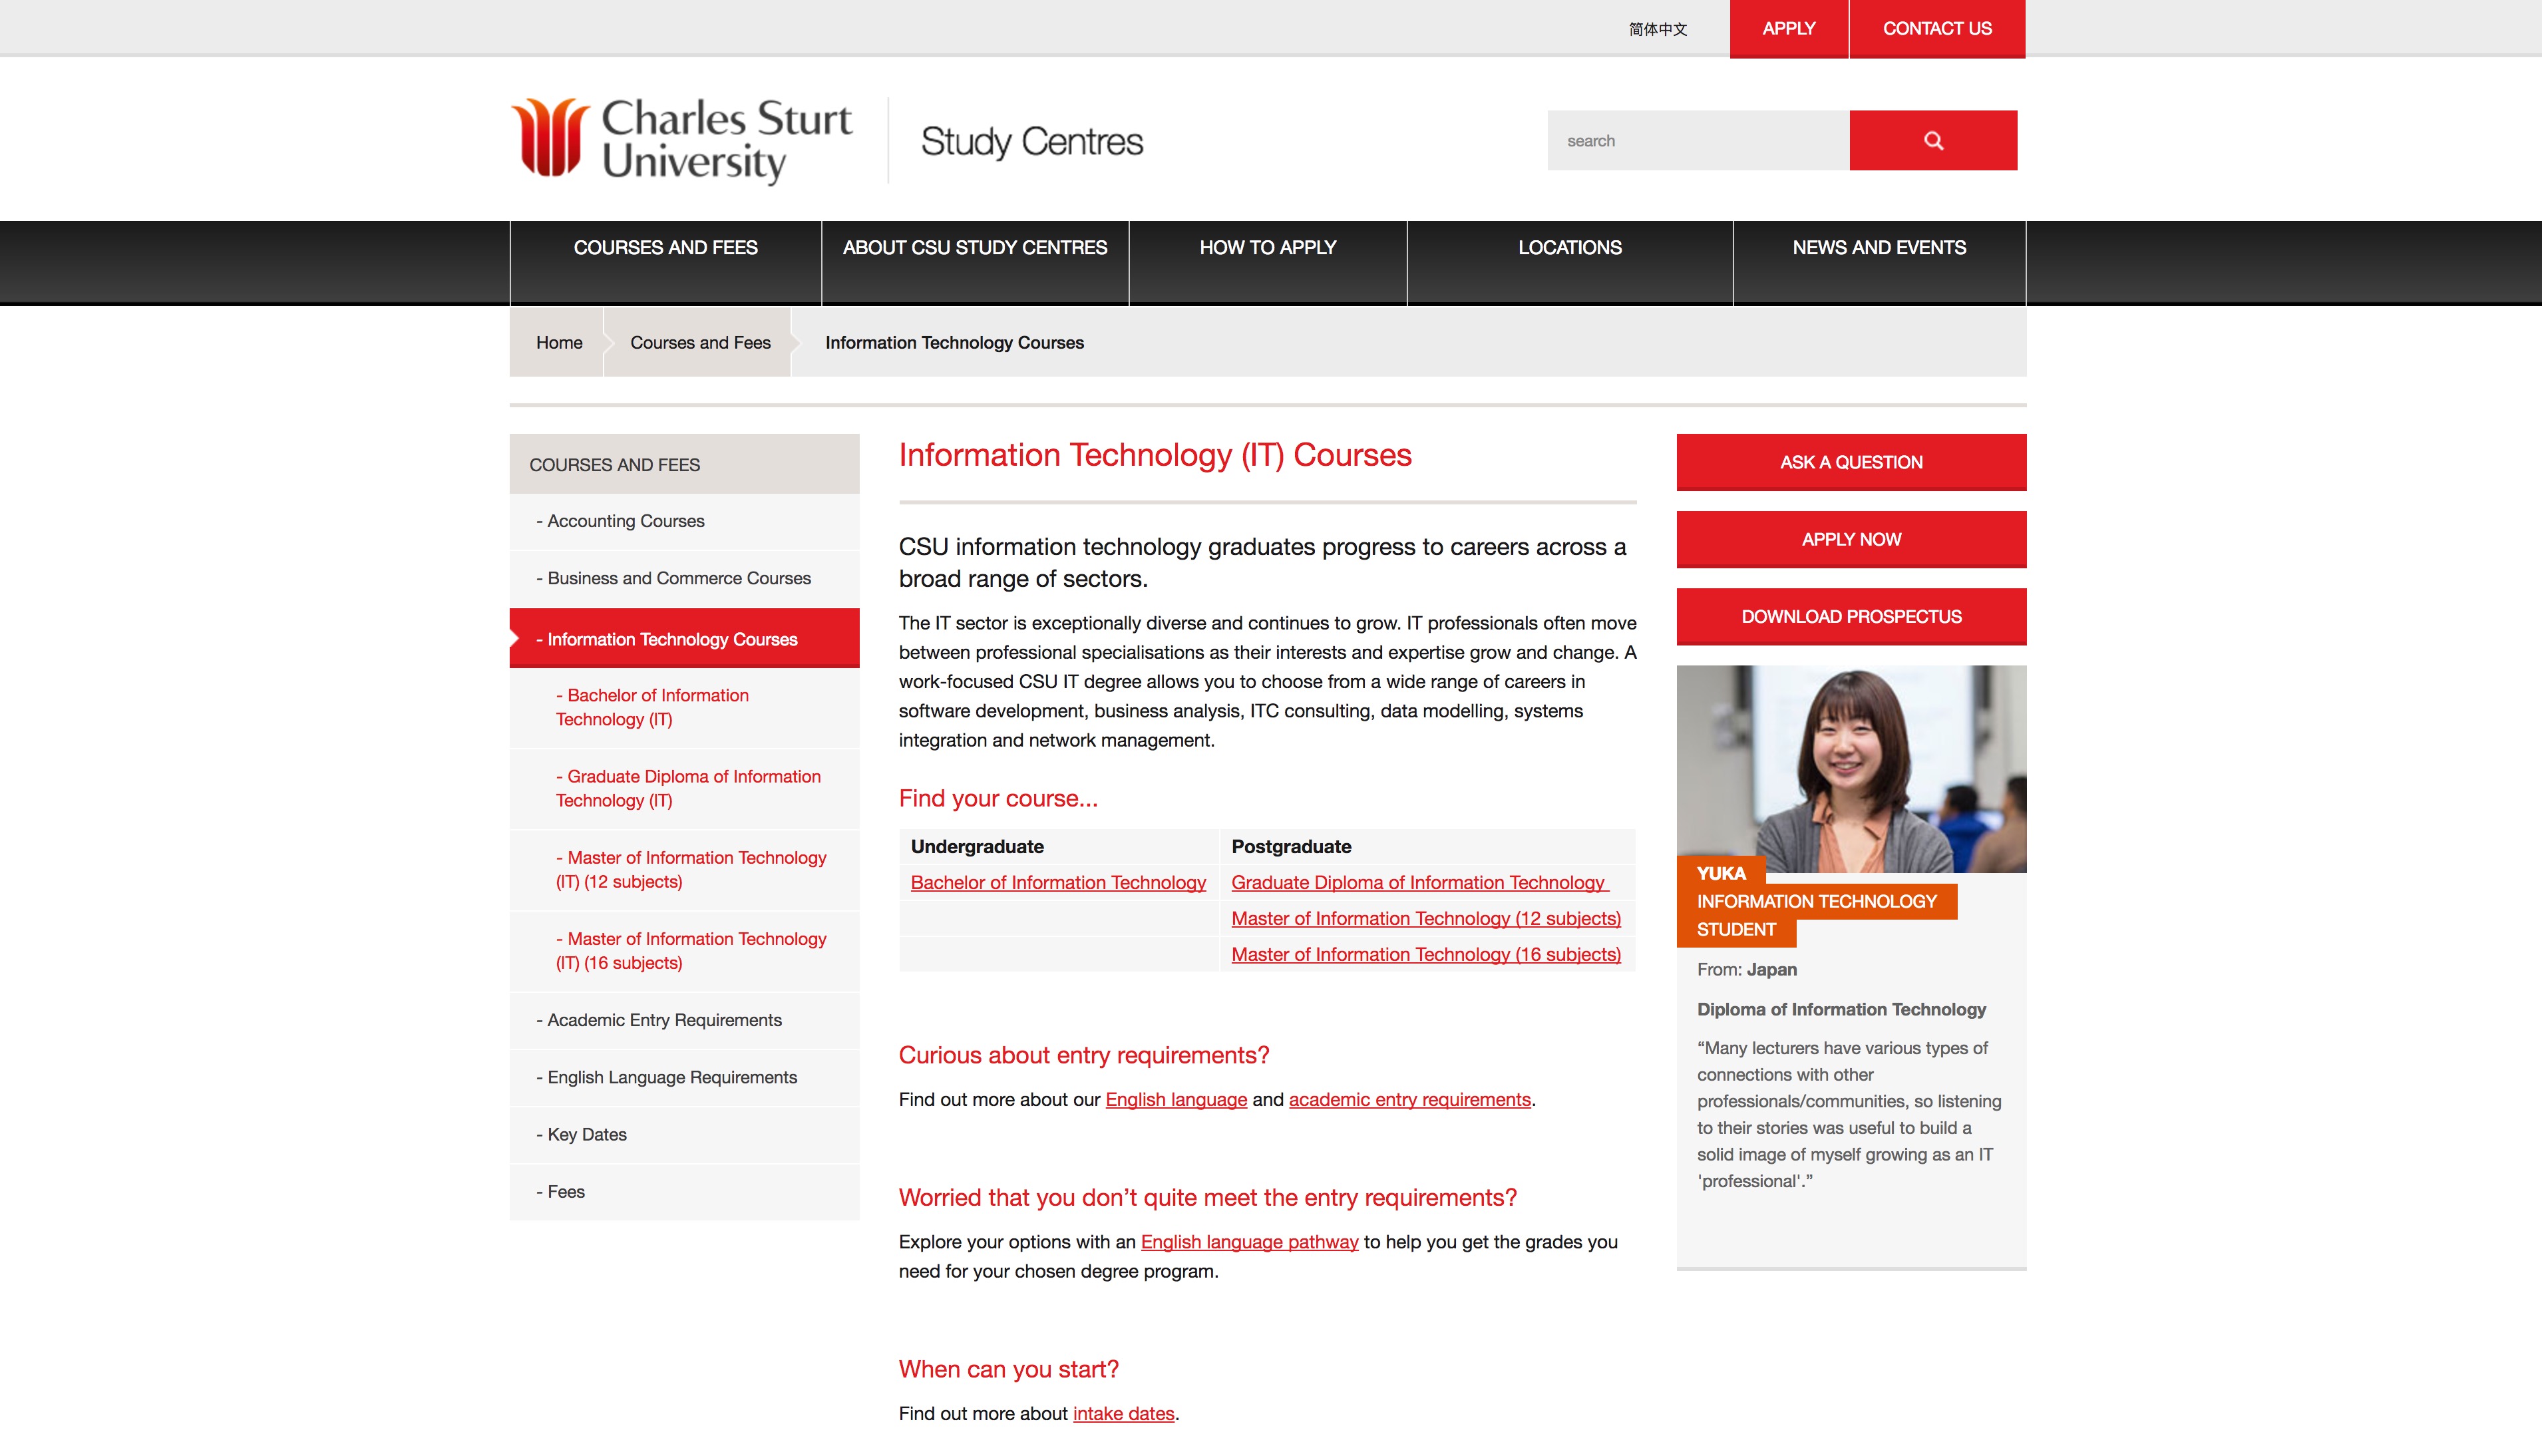 简体中文
APPLY
CONTACT US
Charles Sturt
University
Study Centres
search
COURSES AND FEES
ABOUT CSU STUDY CENTRES
HOW TO APPLY
LOCATIONS
NEWS AND EVENTS
Home
Courses and Fees
Information Technology Courses
COURSES AND FEES
- Accounting Courses
- Business and Commerce Courses
- Information Technology Courses
- Bachelor of Information
Technology (IT)
- Graduate Diploma of Information
Technology (IT)
- Master of Information Technology
(IT) (12 subjects)
- Master of Information Technology
(IT) (16 subjects)
- Academic Entry Requirements
- English Language Requirements
- Key Dates
- Fees
Information Technology (IT) Courses
CSU information technology graduates progress to careers across a
broad range of sectors.
The IT sector is exceptionally diverse and continues to grow. IT professionals often move
between professional specialisations as their interests and expertise grow and change. A
work-focused CSU IT degree allows you to choose from a wide range of careers in
software development, business analysis, ITC consulting, data modelling, systems
integration and network management.
Find your course...
Undergraduate
Postgraduate
Bachelor of Information Technology
Graduate Diploma of Information Technology
Master of Information Technology (12 subjects)
Master of Information Technology (16 subjects)
Curious about entry requirements?
Find out more about our English language and academic entry requirements.
Worried that you don’t quite meet the entry requirements?
Explore your options with an English language pathway to help you get the grades you
need for your chosen degree program.
When can you start?
Find out more about intake dates.
ASK A QUESTION
APPLY NOW
DOWNLOAD PROSPECTUS
YUKA
INFORMATION TECHNOLOGY
STUDENT
From: Japan
Diploma of Information Technology
“Many lecturers have various types of
connections with other
professionals/communities, so listening
to their stories was useful to build a
solid image of myself growing as an IT
'professional'.”